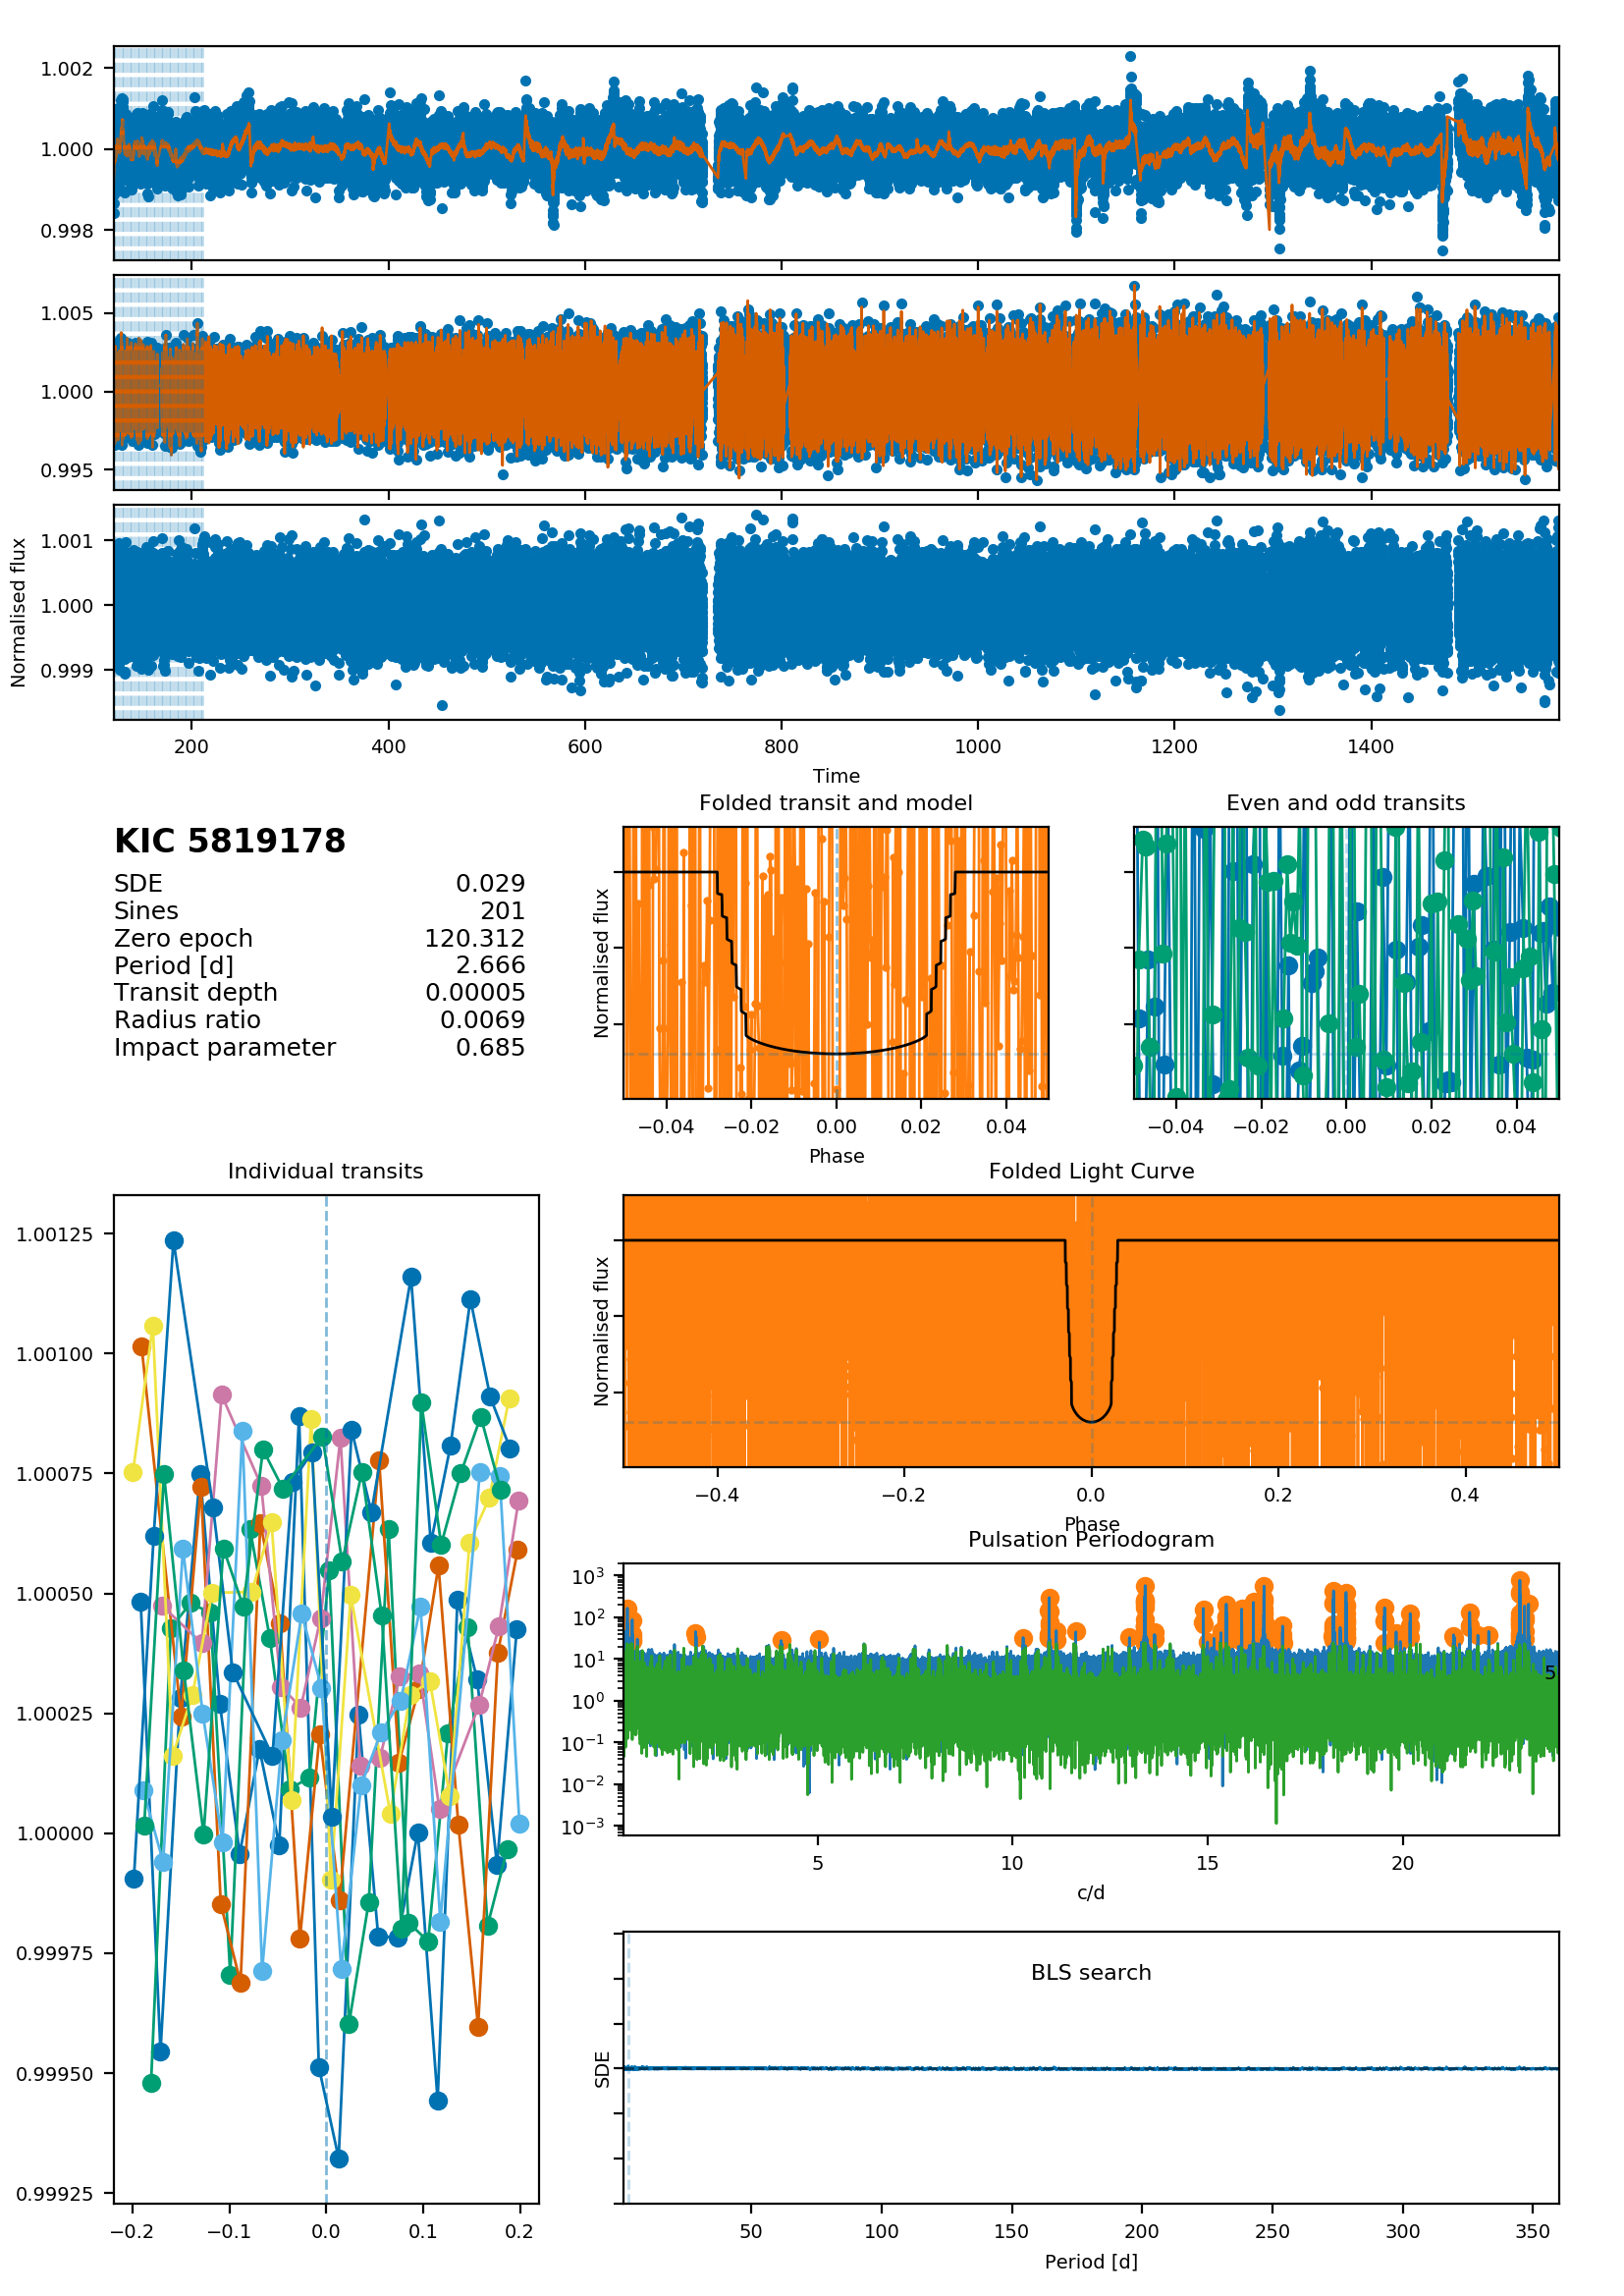 1.002
1.000
0.998
1.005
1.000
0.995
1.001
1.000
0.999
Normalised flux
200 400 600 800 1000 1200 1400
Time
KIC 5819178
SDE 0.029
Sines 201
Zero epoch 120.312
Period [d] 2.666
Transit depth 0.00005
Radius ratio 0.0069
Impact parameter 0.685
Folded transit and model
Normalised flux
−0.04 −0.02 0.00 0.02 0.04
Phase
Even and odd transits
−0.04 −0.02 0.00 0.02 0.04
Individual transits
1.00125
1.00100
1.00075
1.00050
1.00025
1.00000
0.99975
0.99950
0.99925
−0.2 −0.1 0.0 0.1 0.2
Folded Light Curve
Normalised flux
−0.4 −0.2 0.0 0.2 0.4
Phase
Pulsation Periodogram
10³
10²
10¹
10⁰
10⁻¹
10⁻²
10⁻³
5
5 10 15 20
c/d
BLS search
SDE
50 100 150 200 250 300 350
Period [d]